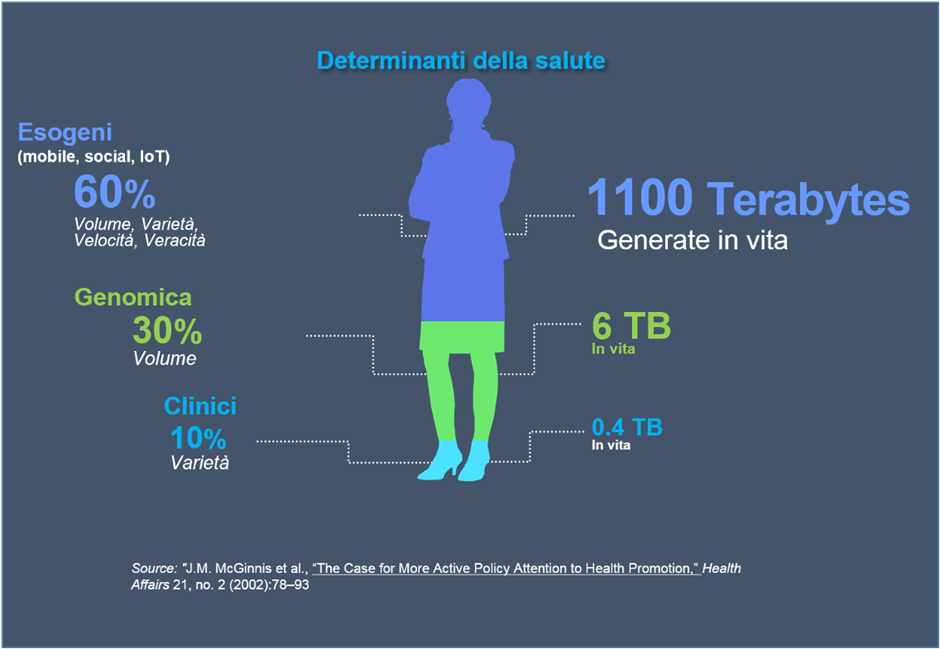 Determinanti della salute
Esogeni
(mobile, social, IoT)
60%
Volume, Varietà,
Velocità, Veracità
1100 Terabytes
Generate in vita
Genomica
30%
Volume
6 TB
In vita
Clinici
10%
Varietà
0.4 TB
In vita
Source: "J.M. McGinnis et al., “The Case for More Active Policy Attention to Health Promotion,” Health
Affairs 21, no. 2 (2002):78–93